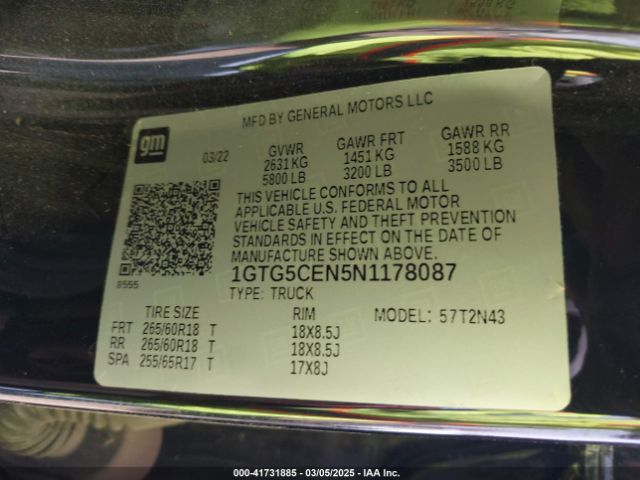 MFD BY GENERAL MOTORS LLC
gm
03/22
GVWR GAWR FRT GAWR RR
2631 KG 1451 KG 1588 KG
5800 LB 3200 LB 3500 LB
THIS VEHICLE CONFORMS TO ALL
APPLICABLE U.S. FEDERAL MOTOR
VEHICLE SAFETY AND THEFT PREVENTION
STANDARDS IN EFFECT ON THE DATE OF
MANUFACTURE SHOWN ABOVE.
8555
1GTG5CEN5N1178087
TYPE: TRUCK
TIRE SIZE RIM MODEL: 57T2N43
FRT 265/60R18 T 18X8.5J
RR 265/60R18 T 18X8.5J
SPA 255/65R17 T 17X8J
000-41731885 / 03/05/2025 / IAA Inc.